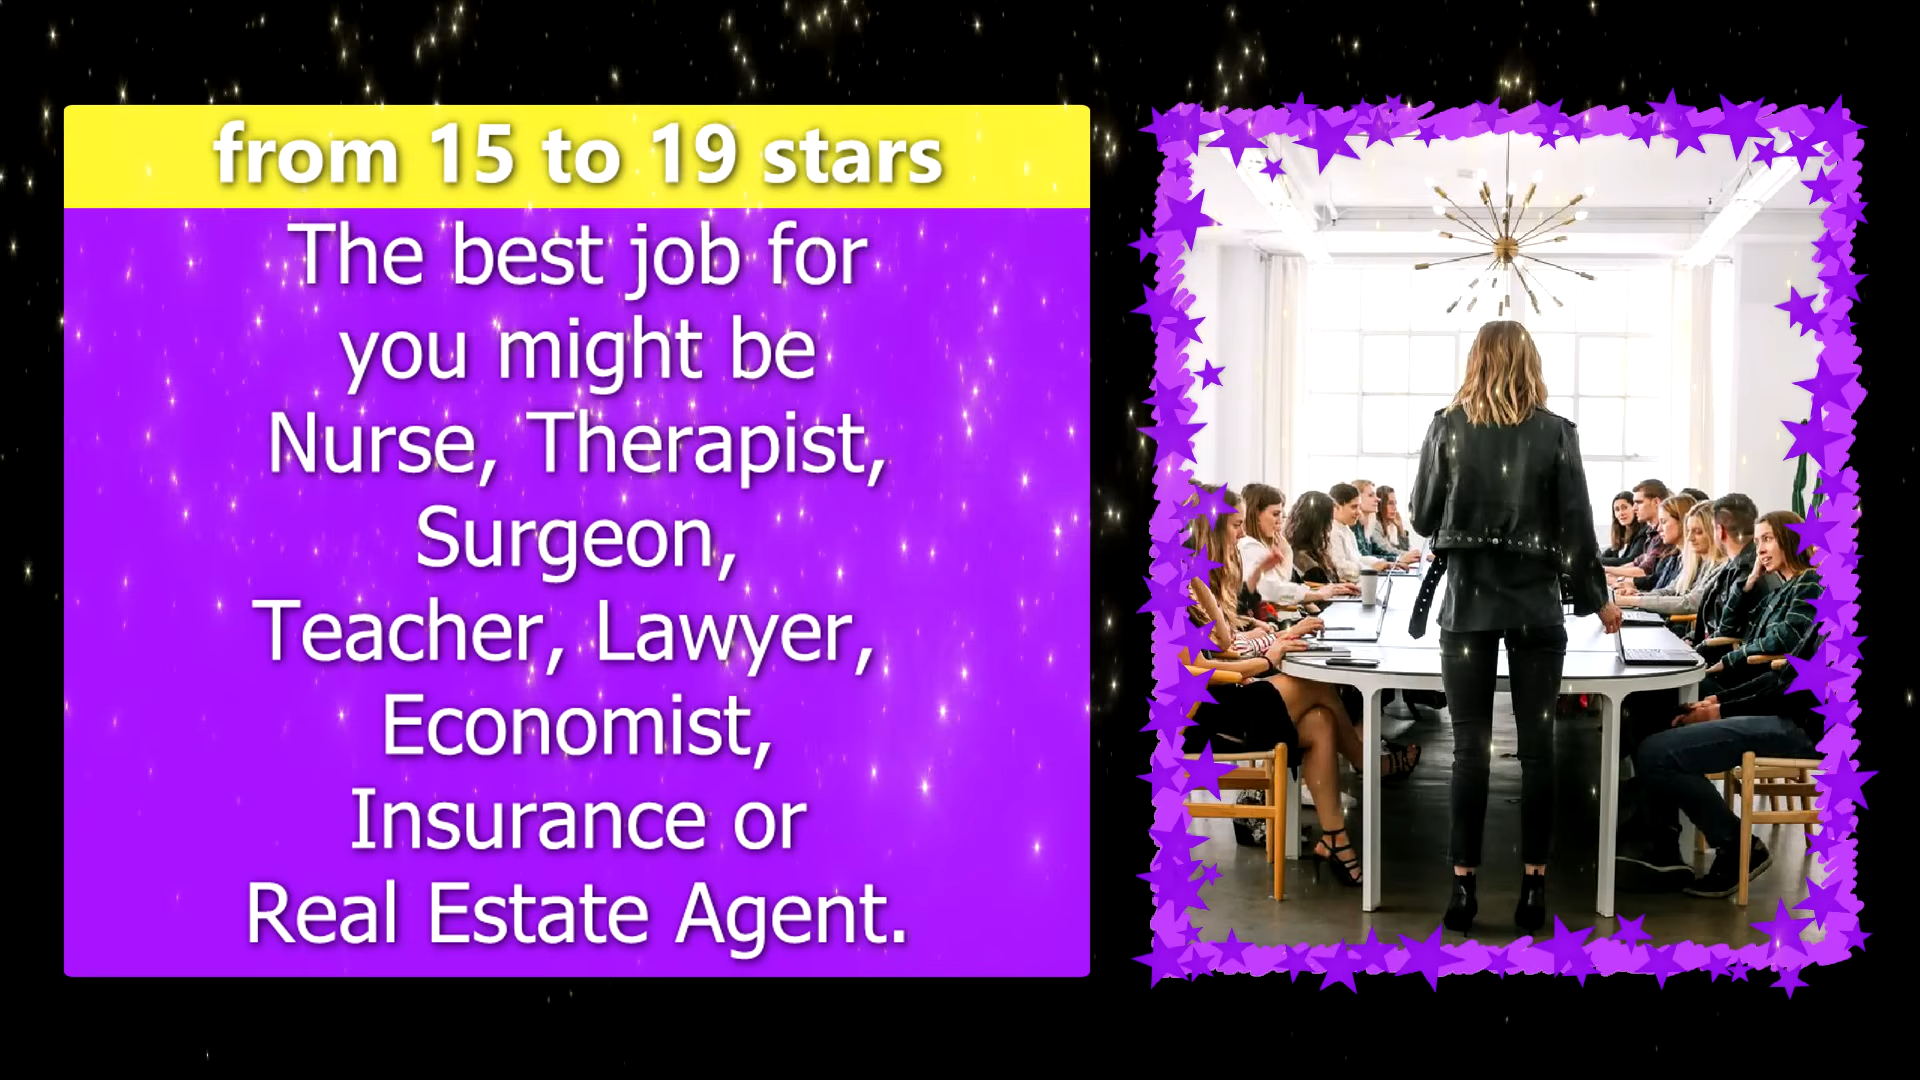 from 15 to 19 stars
The best job for
you might be
Nurse, Therapist,
Surgeon,
Teacher, Lawyer,
Economist,
Insurance or
Real Estate Agent.